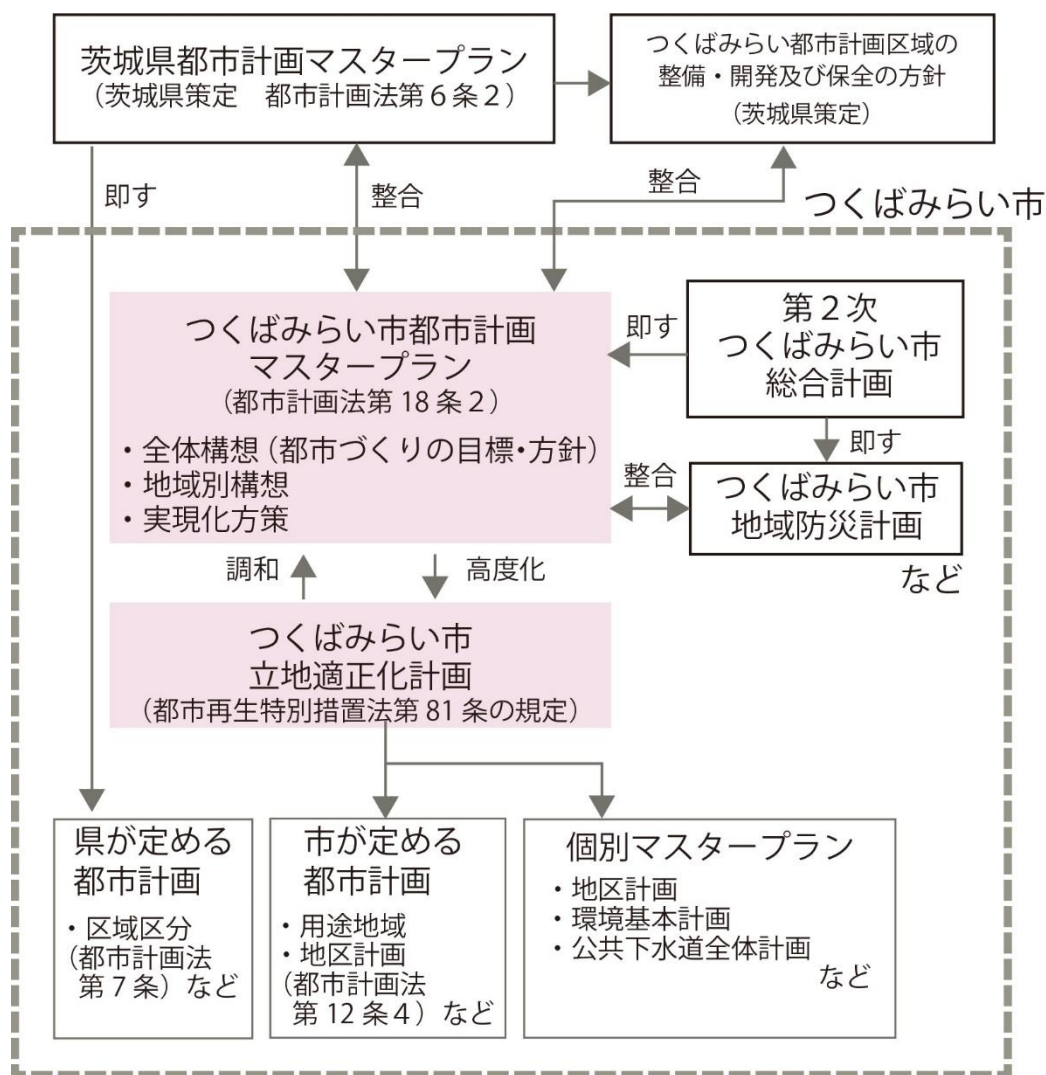 茨城県都市計画マスタープラン
（茨城県策定　都市計画法第６条２）
つくばみらい都市計画区域の
整備・開発及び保全の方針
（茨城県策定）
即す
整合
整合
つくばみらい市
つくばみらい市都市計画
マスタープラン
（都市計画法第 18 条２）
・全体構想（都市づくりの目標・方針）
・地域別構想
・実現化方策
即す
第２次
つくばみらい市
総合計画
即す
整合
つくばみらい市
地域防災計画
など
調和
高度化
つくばみらい市
立地適正化計画
（都市再生特別措置法第 81 条の規定）
県が定める
都市計画
・区域区分
（都市計画法
第７条）など
市が定める
都市計画
・用途地域
・地区計画
（都市計画法
第 12 条４）など
個別マスタープラン
・地区計画
・環境基本計画
・公共下水道全体計画
など